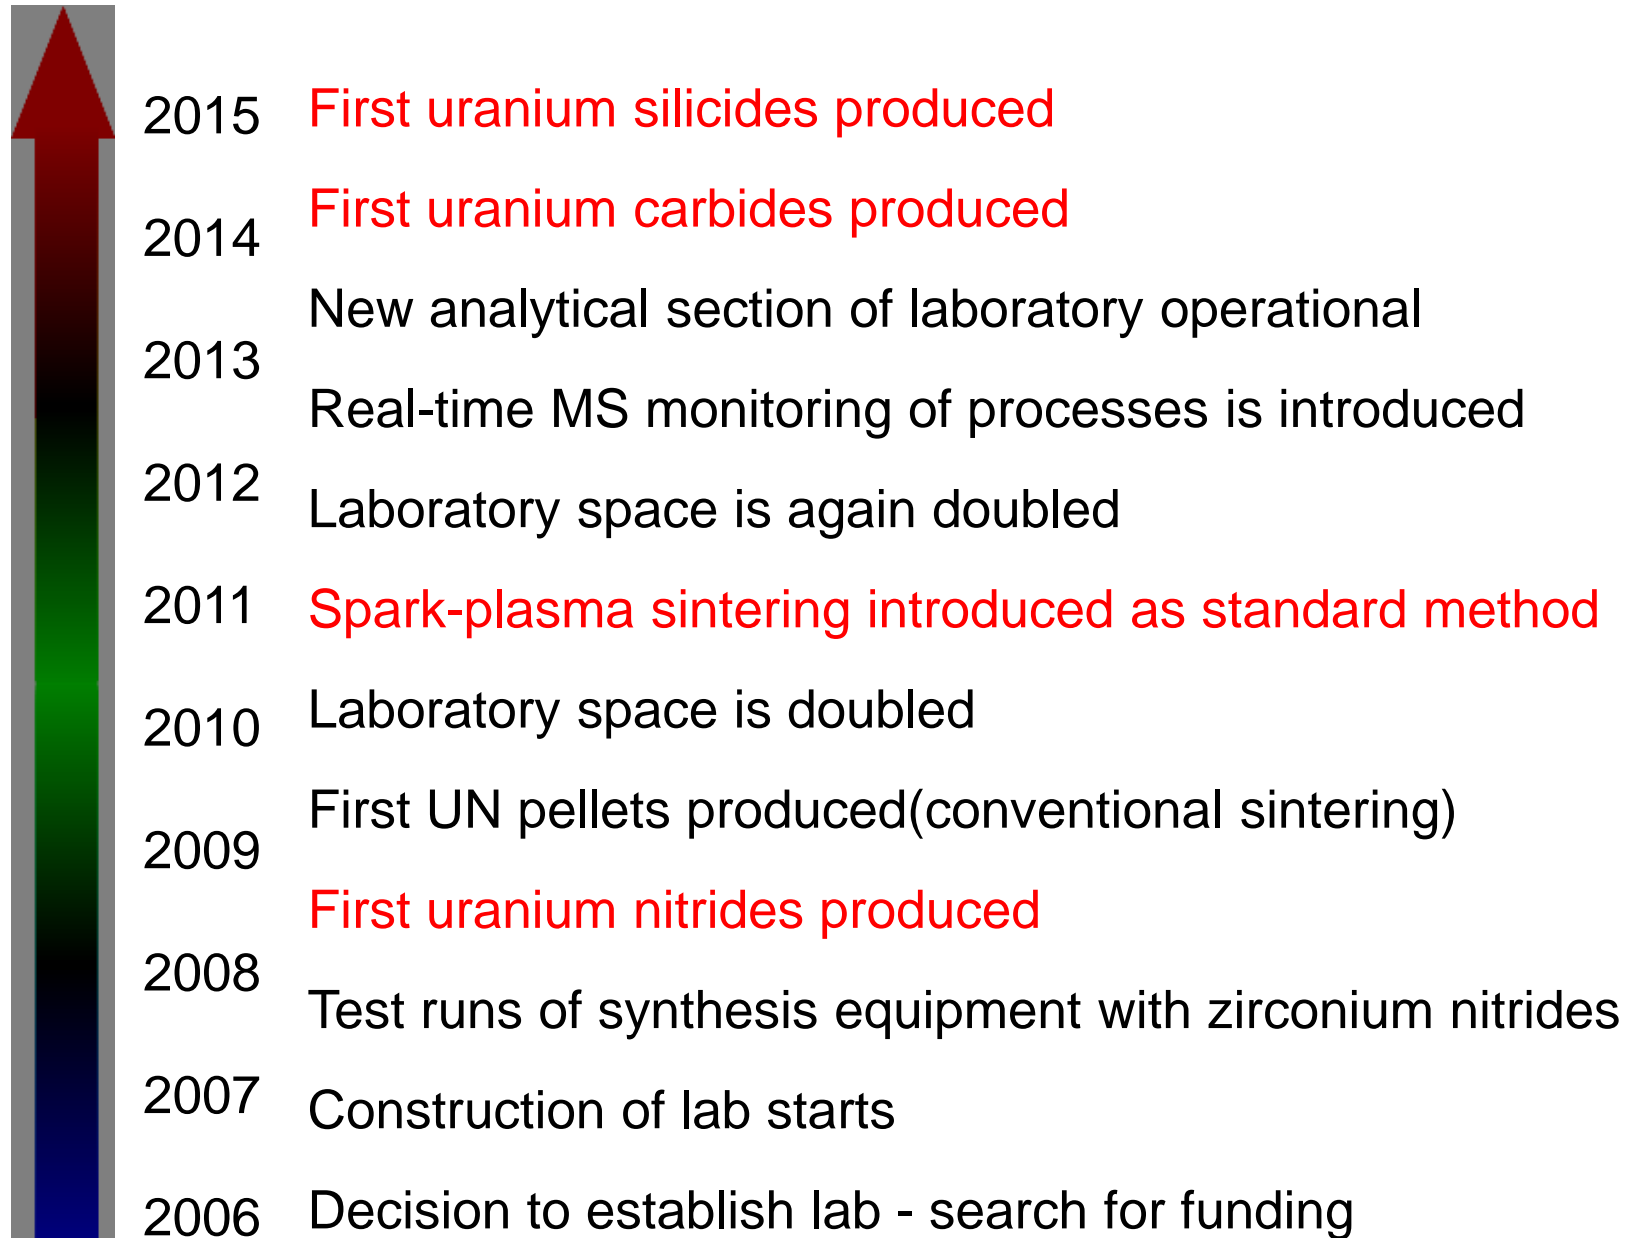 2015
First uranium silicides produced
First uranium carbides produced
2014
New analytical section of laboratory operational
2013
Real-time MS monitoring of processes is introduced
2012
Laboratory space is again doubled
2011
Spark-plasma sintering introduced as standard method
2010
Laboratory space is doubled
First UN pellets produced(conventional sintering)
2009
First uranium nitrides produced
2008
Test runs of synthesis equipment with zirconium nitrides
2007
Construction of lab starts
2006
Decision to establish lab - search for funding